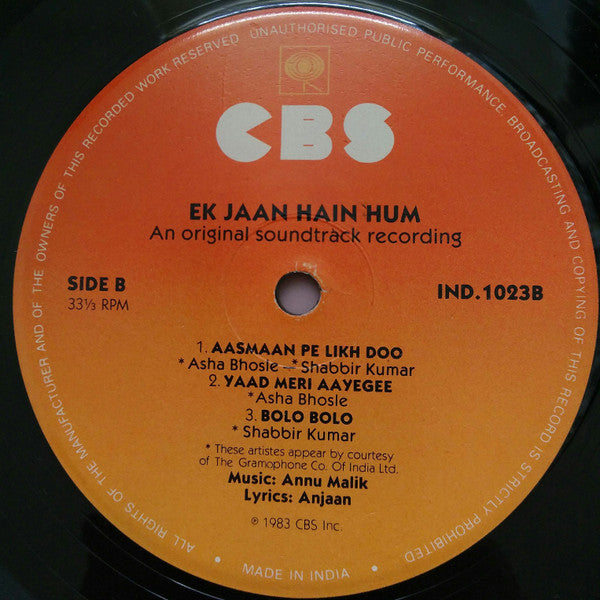 ALL RIGHTS OF THE MANUFACTURER AND OF THE OWNERS OF THIS RECORDED WORK RESERVED UNAUTHORISED PUBLIC PERFORMANCE, BROADCASTING AND COPYING OF THIS RECORD IS STRICTLY PROHIBITED
CBS
EK JAAN HAIN HUM
An original soundtrack recording
SIDE B
33⅓ RPM
IND.1023B
1. AASMAAN PE LIKH DOO
*Asha Bhosle – *Shabbir Kumar
2. YAAD MERI AAYEGEE
*Asha Bhosle
3. BOLO BOLO
*Shabbir Kumar
* These artistes appear by courtesy
of The Gramophone Co. Of India Ltd.
Music: Annu Malik
Lyrics: Anjaan
℗ 1983 CBS Inc.
• MADE IN INDIA •